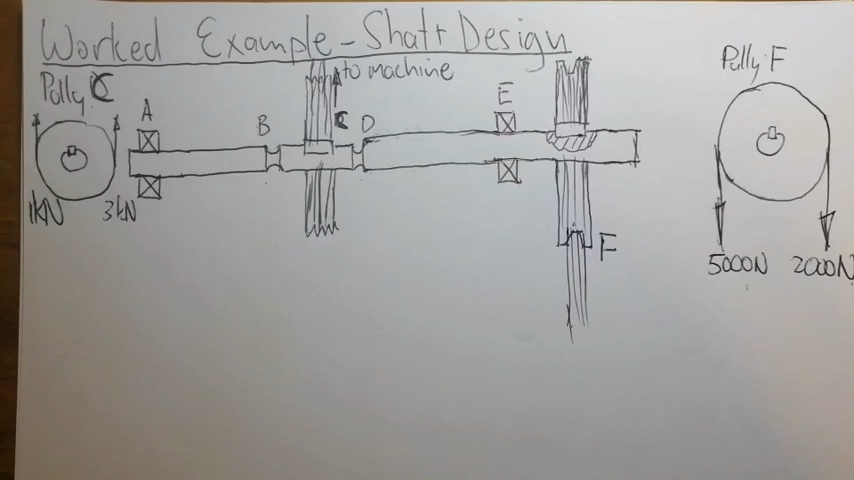 Worked Example - Shaft Design
Pully C
to machine
Pully F
A
B
C
D
E
1kN
3kN
F
5000N
2000N